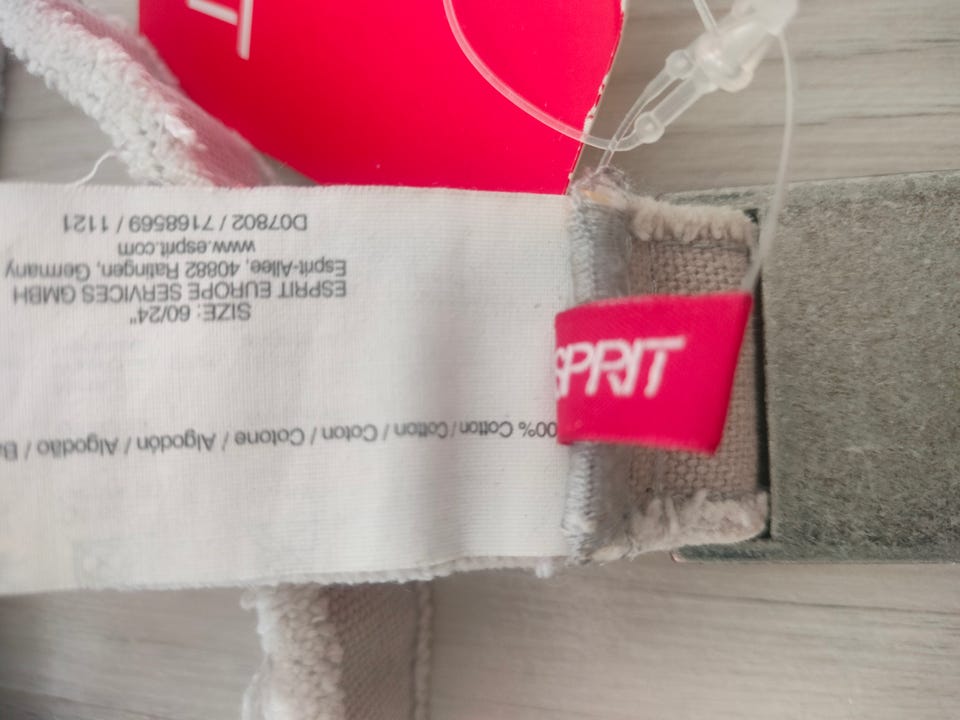 T
SPRIT
00% Cotton / Cotton / Coton / Cotone / Algodón / Algodão /
SIZE: 60/24"
ESPRIT EUROPE SERVICES GMBH
Esprit-Allee, 40882 Ratingen, Germany
www.esprit.com
D07802 / 7168569 / 1121